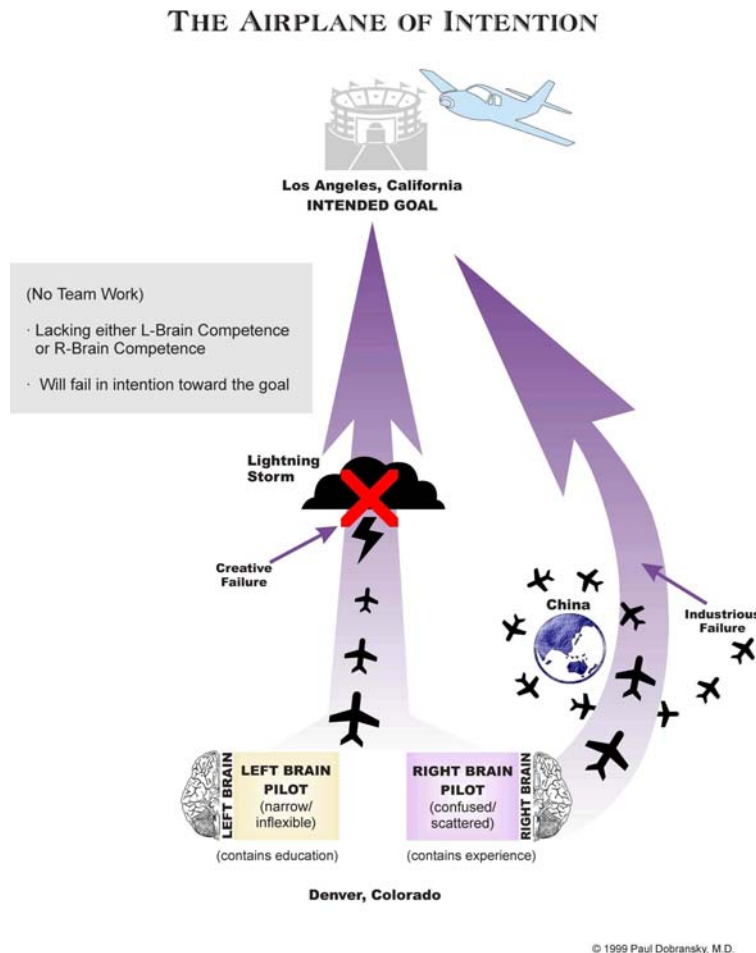 THE AIRPLANE OF INTENTION
Los Angeles, California
INTENDED GOAL
(No Team Work)
· Lacking either L-Brain Competence
or R-Brain Competence
· Will fail in intention toward the goal
Lightning
Storm
Creative
Failure
China
Industrious
Failure
LEFT BRAIN
LEFT BRAIN
PILOT
(narrow/
inflexible)
(contains education)
RIGHT BRAIN
PILOT
(confused/
scattered)
RIGHT BRAIN
(contains experience)
Denver, Colorado
© 1999 Paul Dobransky, M.D.